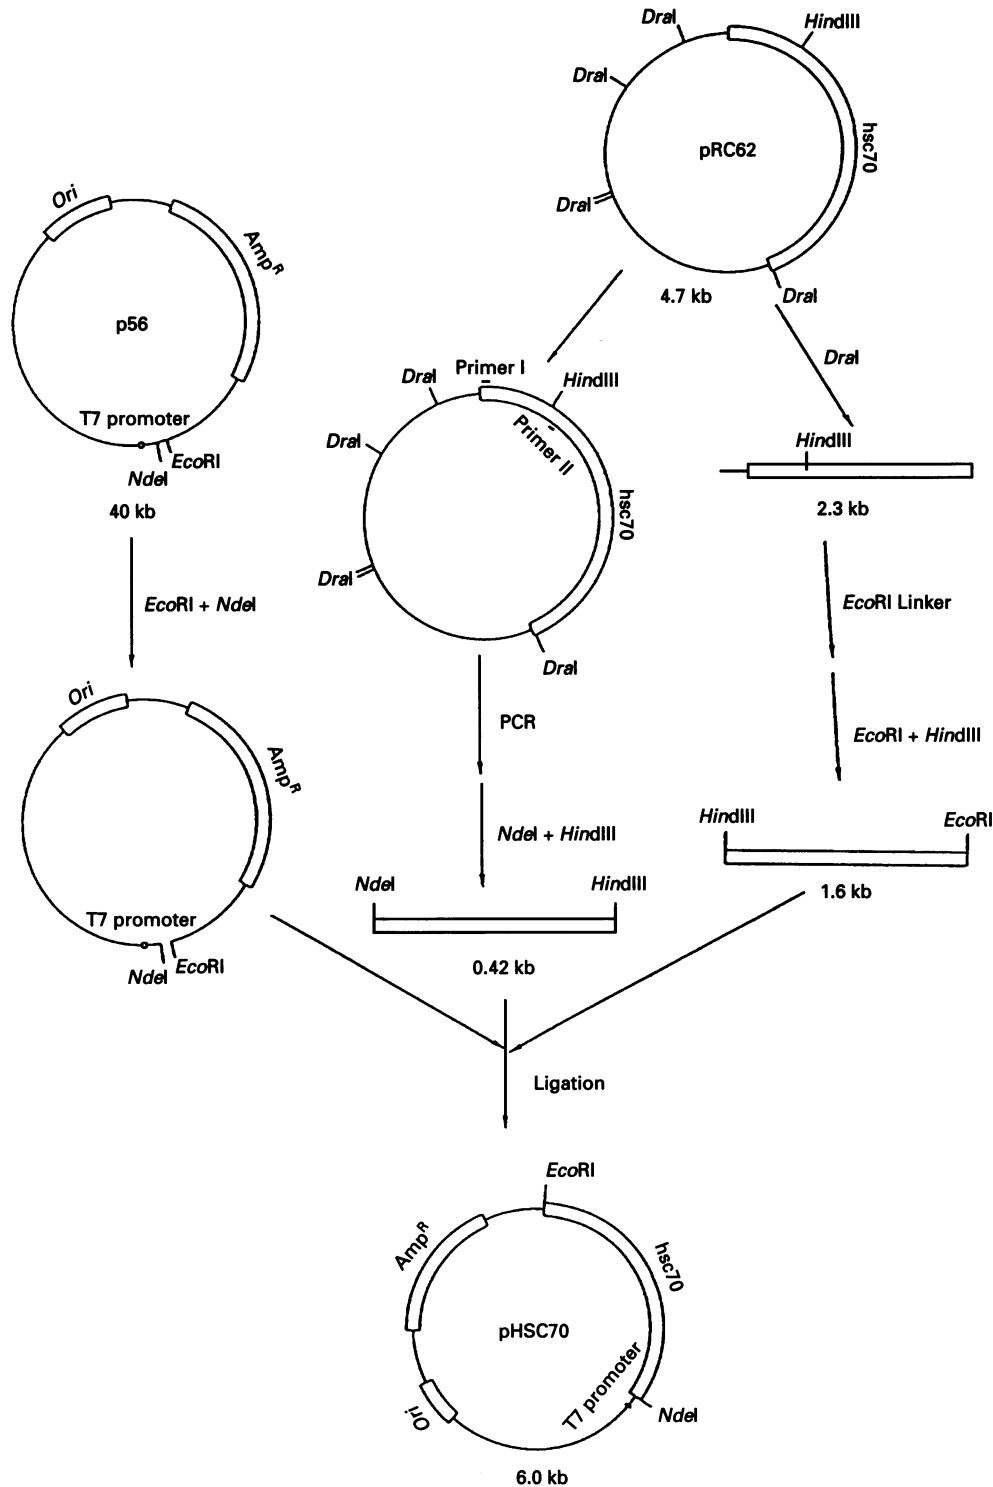 DraI
HindIII
DraI
pRC62
hsc70
DraI
4.7 kb
DraI
Ori
AmpR
p56
T7 promoter
EcoRI
NdeI
40 kb
EcoRI + NdeI
Primer I
DraI
HindIII
DraI
Primer II
hsc70
DraI
DraI
DraI
HindIII
2.3 kb
EcoRI Linker
EcoRI + HindIII
PCR
NdeI + HindIII
Ori
AmpR
T7 promoter
NdeI
EcoRI
NdeI
HindIII
0.42 kb
HindIII
EcoRI
1.6 kb
Ligation
EcoRI
AmpR
hsc70
pHSC70
T7 promoter
Ori
NdeI
6.0 kb